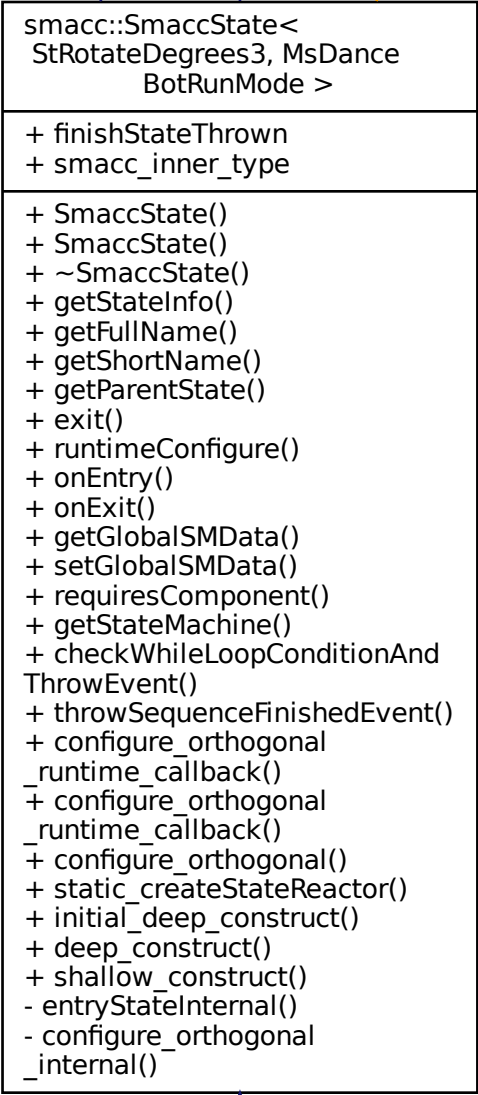 smacc::SmaccState<
StRotateDegrees3, MsDance
BotRunMode >
+ finishStateThrown
+ smacc_inner_type
+ SmaccState()
+ SmaccState()
+ ~SmaccState()
+ getStateInfo()
+ getFullName()
+ getShortName()
+ getParentState()
+ exit()
+ runtimeConfigure()
+ onEntry()
+ onExit()
+ getGlobalSMData()
+ setGlobalSMData()
+ requiresComponent()
+ getStateMachine()
+ checkWhileLoopConditionAnd
ThrowEvent()
+ throwSequenceFinishedEvent()
+ configure_orthogonal
_runtime_callback()
+ configure_orthogonal
_runtime_callback()
+ configure_orthogonal()
+ static_createStateReactor()
+ initial_deep_construct()
+ deep_construct()
+ shallow_construct()
- entryStateInternal()
- configure_orthogonal
_internal()